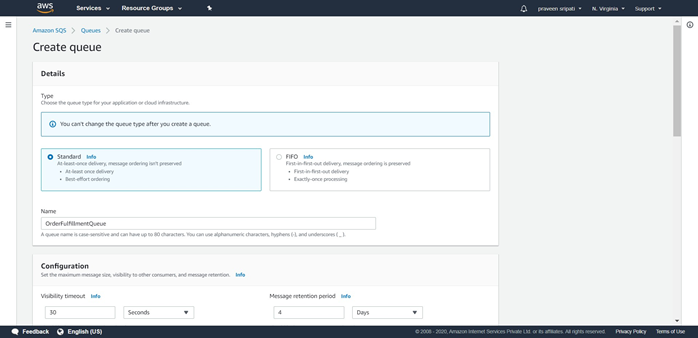 aws Services Resource Groups praveen sripati N. Virginia Support
Amazon SQS > Queues > Create queue
Create queue
Details
Type
Choose the queue type for your application or cloud infrastructure.
You can't change the queue type after you create a queue.
Standard Info
At-least-once delivery, message ordering isn't preserved
• At-least once delivery
• Best-effort ordering
FIFO Info
First-in-first-out delivery, message ordering is preserved
• First-in-first-out delivery
• Exactly-once processing
Name
OrderFulfillmentQueue
A queue name is case-sensitive and can have up to 80 characters. You can use alphanumeric characters, hyphens (-), and underscores ( _ ).
Configuration
Set the maximum message size, visibility to other consumers, and message retention. Info
Visibility timeout Info
30 Seconds
Message retention period Info
4 Days
Feedback English (US) © 2008 - 2020, Amazon Internet Services Private Ltd. or its affiliates. All rights reserved. Privacy Policy Terms of Use